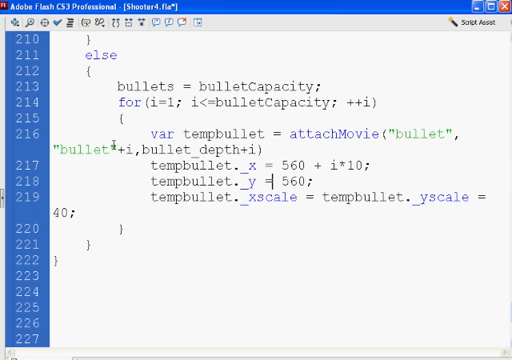 Adobe Flash CS3 Professional - [Shooter4.fla*]
Script Assist
210 }
211 else
212 {
213 bullets = bulletCapacity;
214 for(i=1; i<=bulletCapacity; ++i)
215 {
216 var tempbullet = attachMovie("bullet",
"bullet"+i,bullet_depth+i)
217 tempbullet._x = 560 + i*10;
218 tempbullet._y = 560;
219 tempbullet._xscale = tempbullet._yscale =
40;
220 }
221 }
222 }
223
224
225
226
227